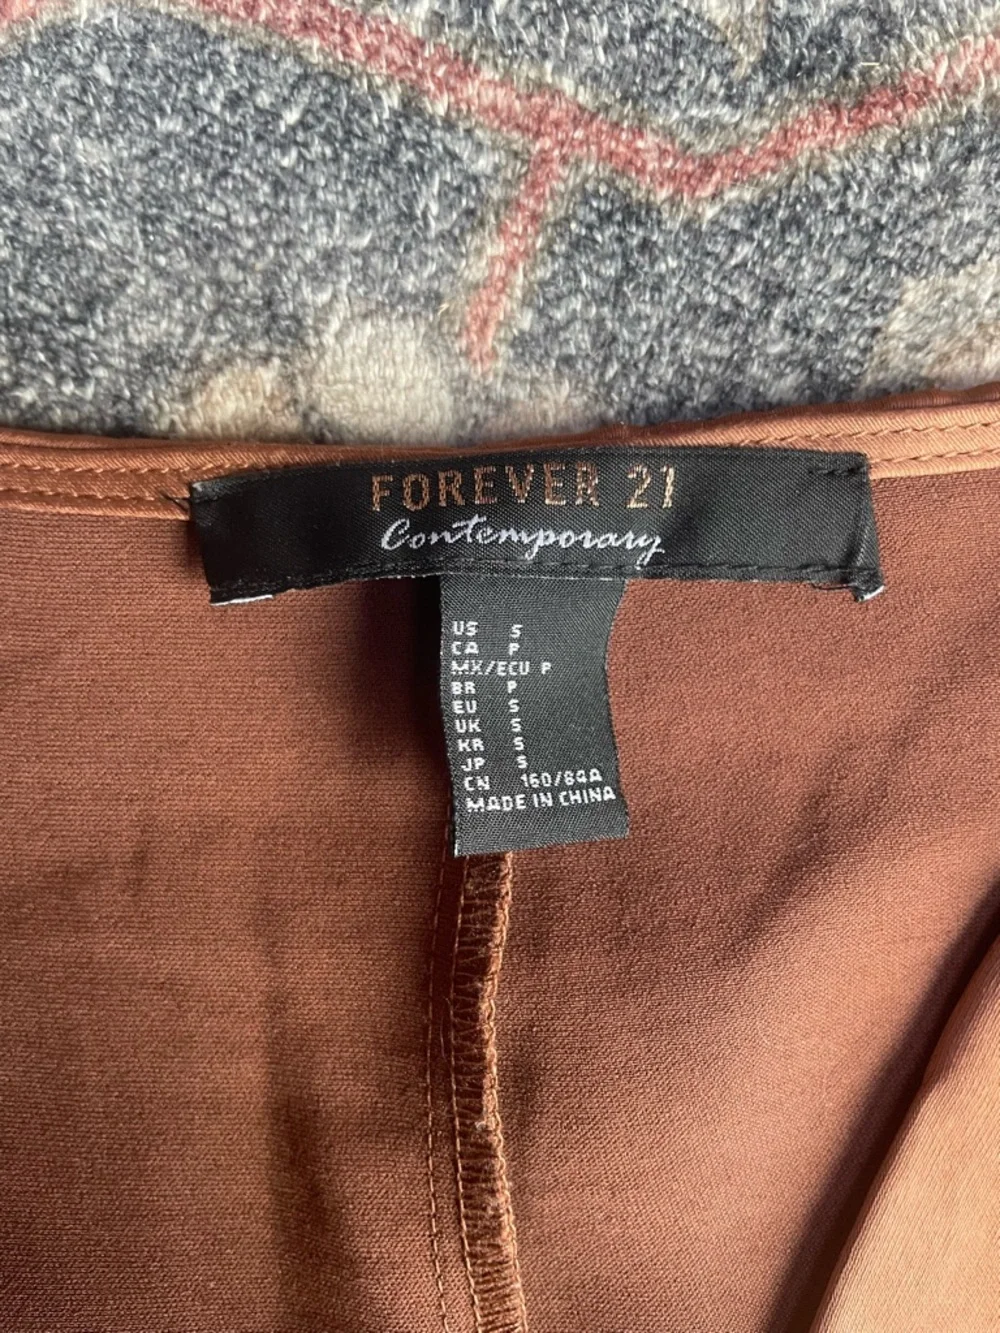 FOREVER 21
Contemporary
US S
CA P
MX/ECU P
BR P
EU S
UK S
KR S
JP S
CN 160/84A
MADE IN CHINA